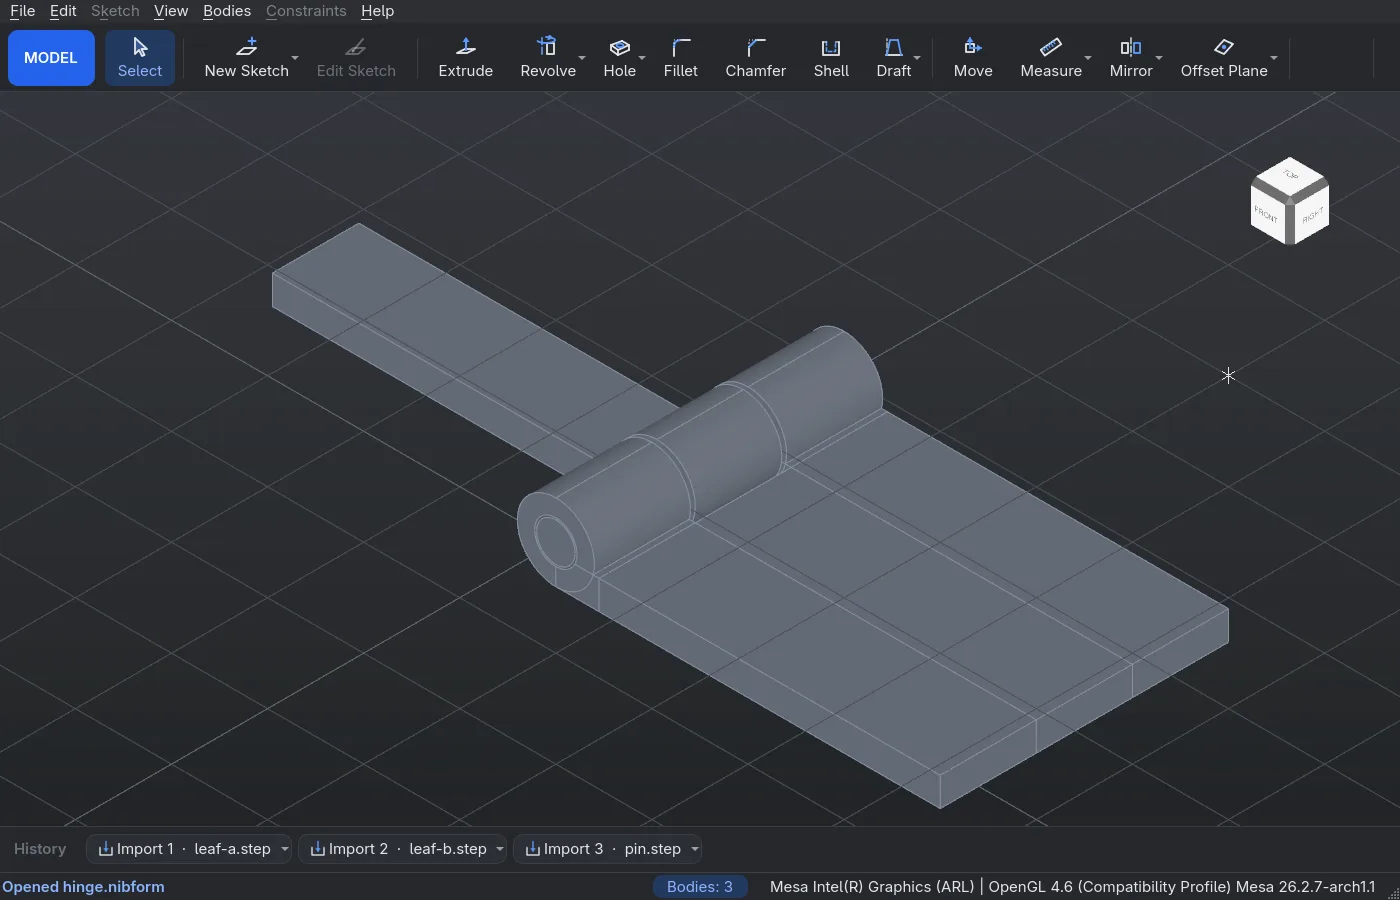 File Edit Sketch View Bodies Constraints Help
MODEL Select New Sketch Edit Sketch Extrude Revolve Hole Fillet Chamfer Shell Draft Move Measure Mirror Offset Plane
TOP
FRONT RIGHT
History Import 1 · leaf-a.step Import 2 · leaf-b.step Import 3 · pin.step
Opened hinge.nibform Bodies: 3 Mesa Intel(R) Graphics (ARL) | OpenGL 4.6 (Compatibility Profile) Mesa 26.2.7-arch1.1